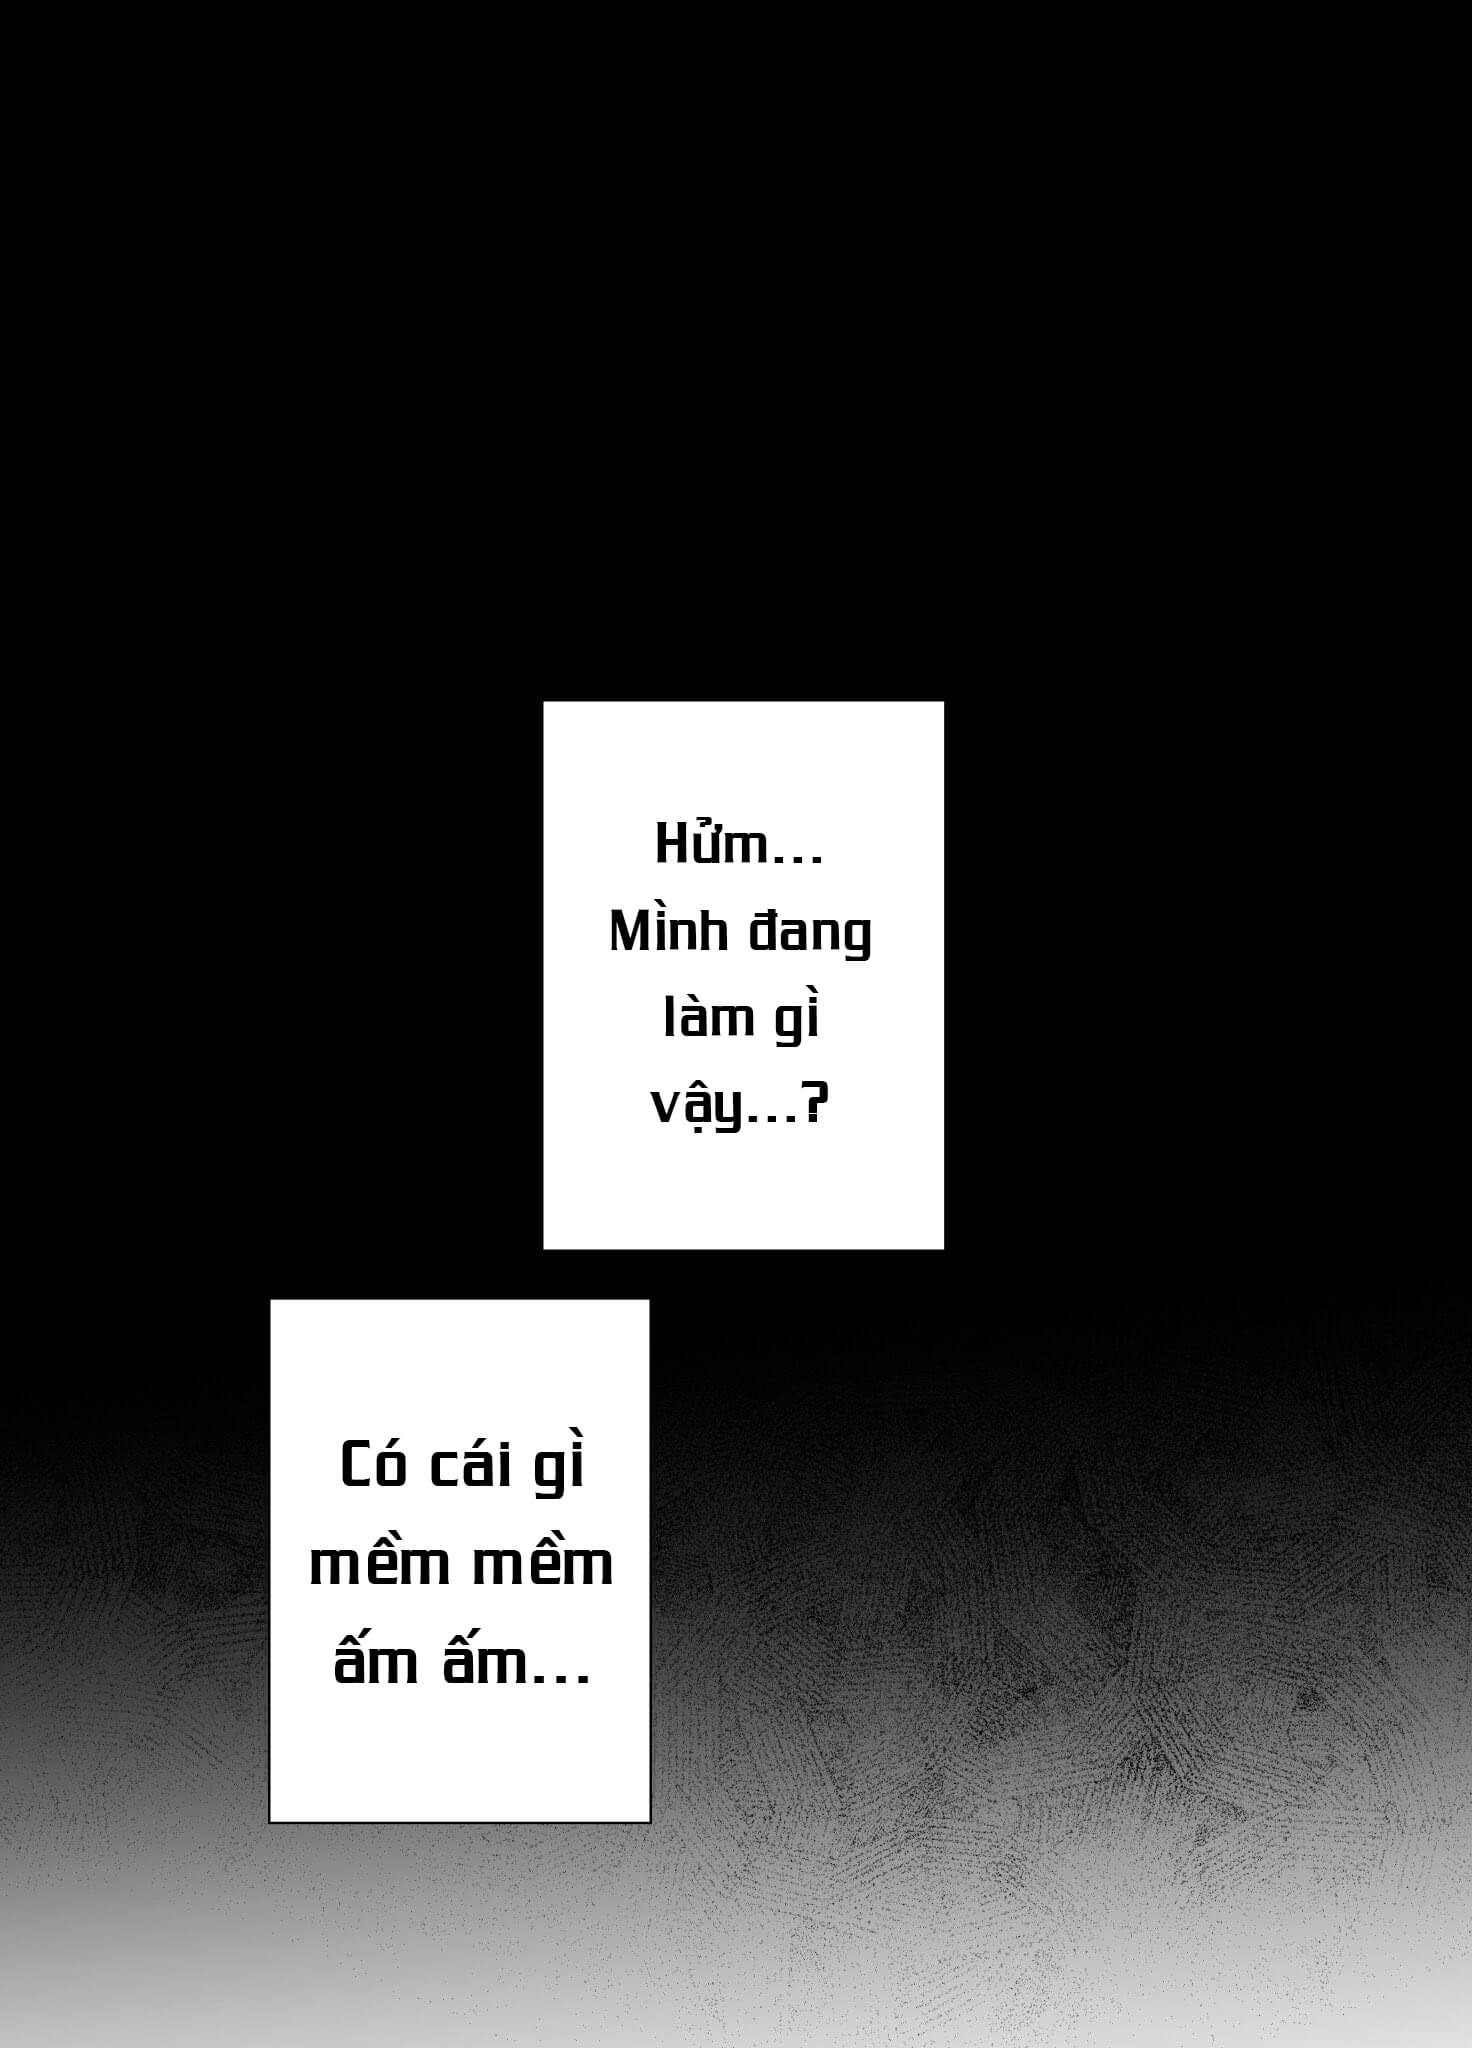 Hửm...
Mình đang
làm gì
vậy...?
Có cái gì
mềm mềm
ấm ấm...